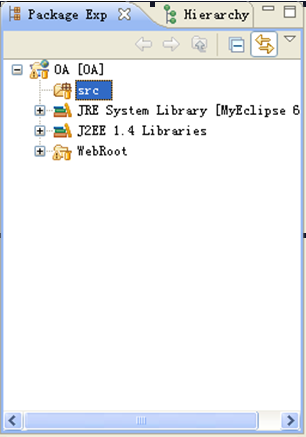 Package Exp Hierarchy
OA [OA]
src
JRE System Library [MyEclipse 6
J2EE 1.4 Libraries
WebRoot